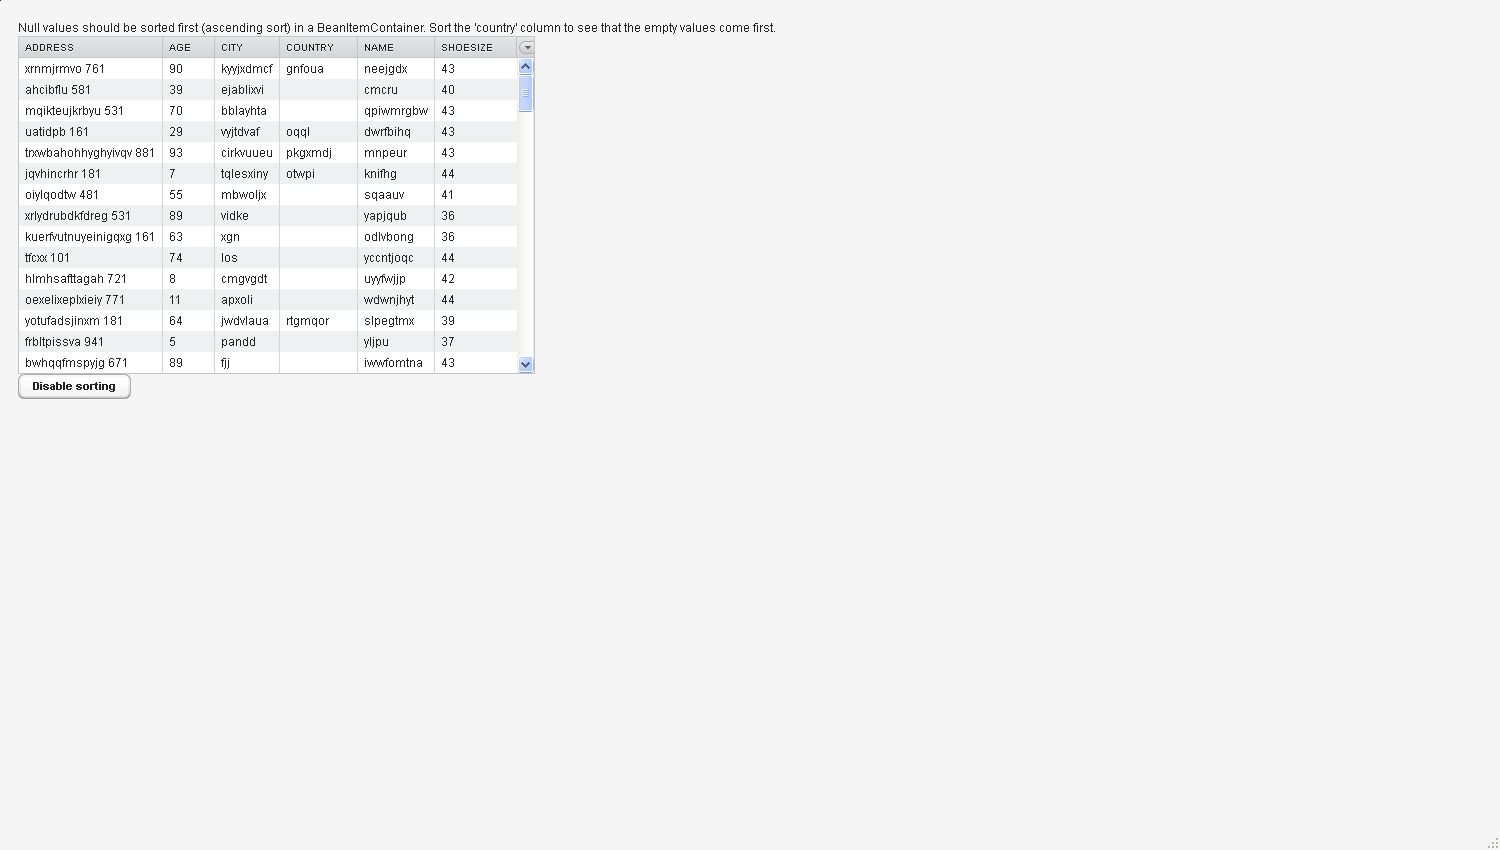 Null values should be sorted first (ascending sort) in a BeanItemContainer. Sort the 'country' column to see that the empty values come first.
ADDRESS AGE CITY COUNTRY NAME SHOESIZE
xrnmjrmvo 761 90 kyyjxdmcf gnfoua neejgdx 43
ahcibflu 581 39 ejablixvi cmcru 40
mqikteujkrbyu 531 70 bblayhta qpiwmrgbw 43
uatidpb 161 29 vyjtdvaf oqql dwrfbihq 43
trxwbahohhyghyivqv 881 93 cirkvuueu pkgxmdj mnpeur 43
jqvhincrhr 181 7 tqlesxiny otwpi knifhg 44
oiylqodtw 481 55 mbwoljx sqaauv 41
xrlydrubdkfdreg 531 89 vidke yapjqub 36
kuerfvutnuyeinigqxg 161 63 xgn odlvbong 36
tfcxx 101 74 los yccntjoqc 44
hlmhsafttagah 721 8 cmgvgdt uyyfwjjp 42
oexelixeplxieiy 771 11 apxoli wdwnjhyt 44
yotufadsjinxm 181 64 jwdvlaua rtgmqor slpegtmx 39
frbltpissva 941 5 pandd yljpu 37
bwhqqfmspyjg 671 89 fjj iwwfomtna 43
Disable sorting